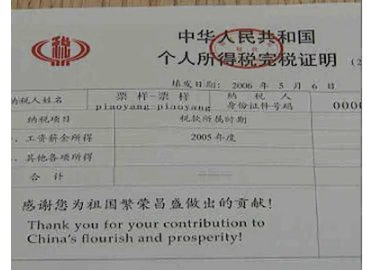 税
中华人民共和国
个人所得税完税证明 (2
填发日期: 2006 年 5 月 6 日
纳税人姓名 票样-票样 piaoyang piaoyang 纳税人身份证件号码 0000
纳税项目 税款所属时期
.工资薪金所得 2005 年度
.其他各项所得
合计
感谢您为祖国繁荣昌盛做出的贡献!
Thank you for your contribution to
China's flourish and prosperity!